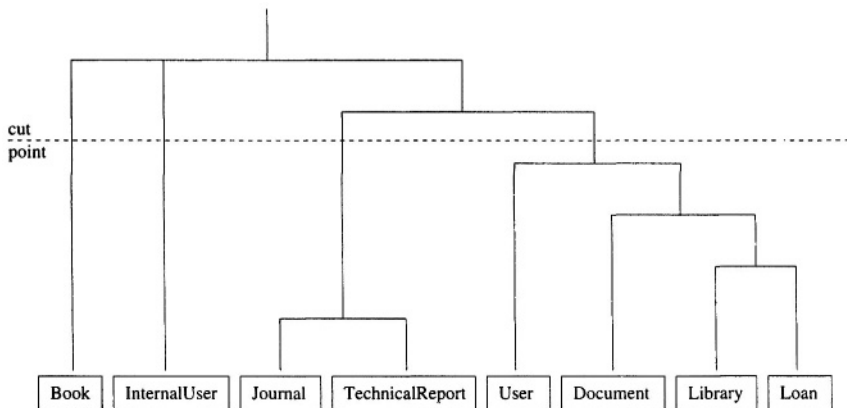 cut
point
Book InternalUser Journal TechnicalReport User Document Library Loan